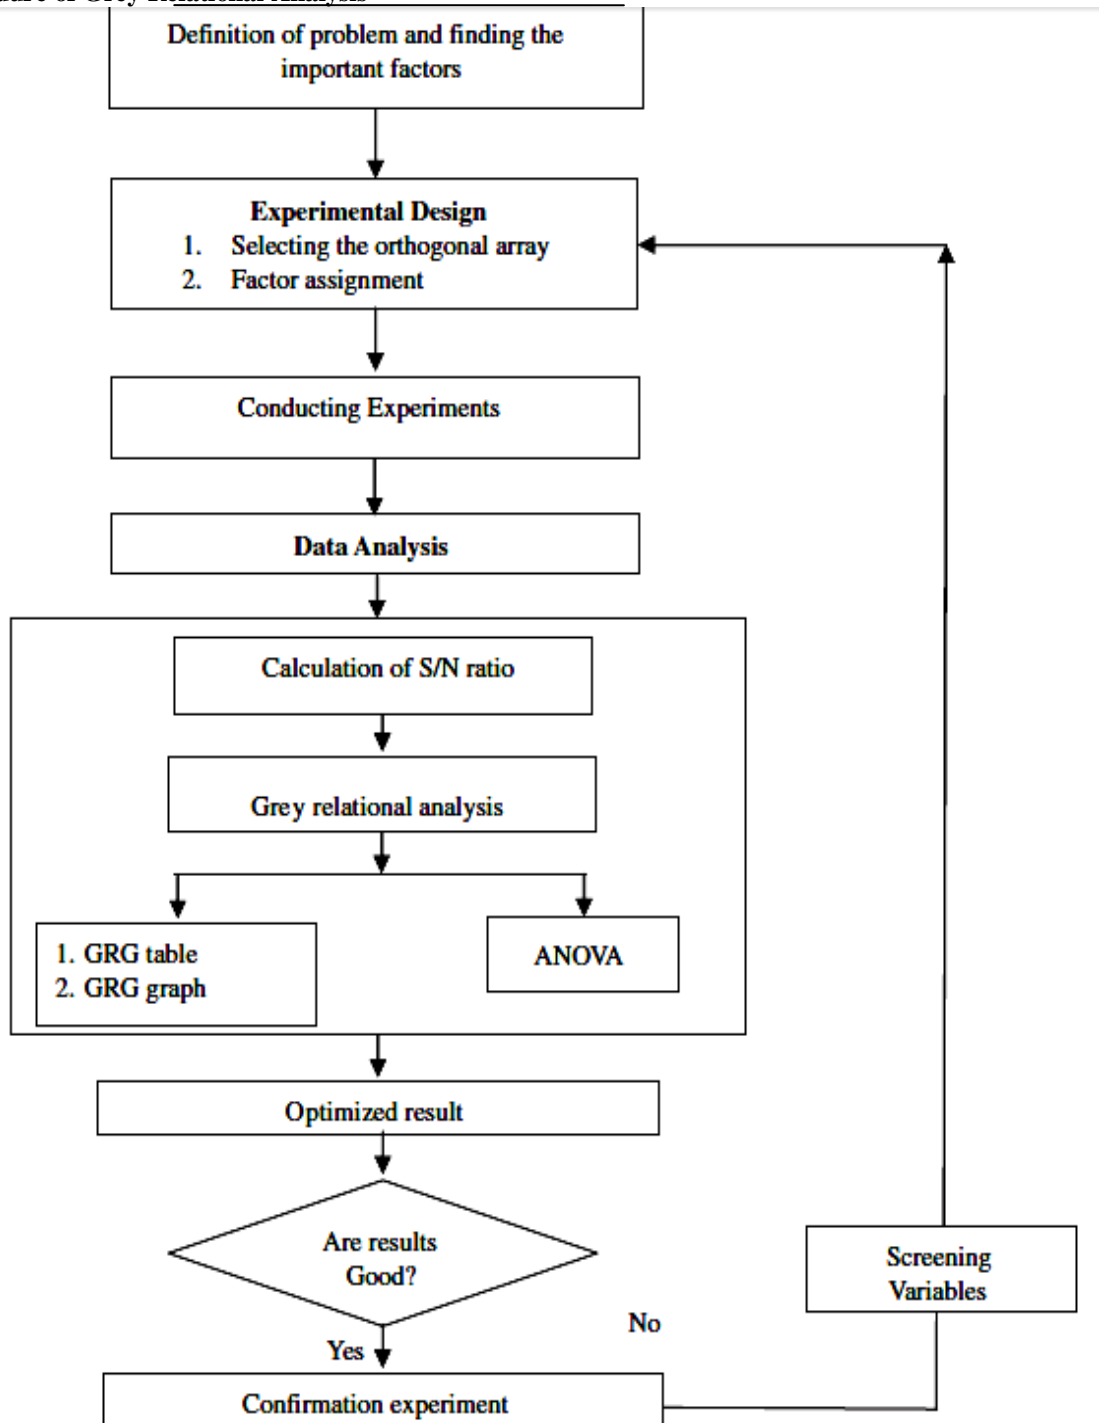 Relational Analysis
Definition of problem and finding the
important factors
Experimental Design
1. Selecting the orthogonal array
2. Factor assignment
Conducting Experiments
Data Analysis
Calculation of S/N ratio
Grey relational analysis
1. GRG table
2. GRG graph
ANOVA
Optimized result
Are results
Good?
Screening
Variables
No
Yes
Confirmation experiment